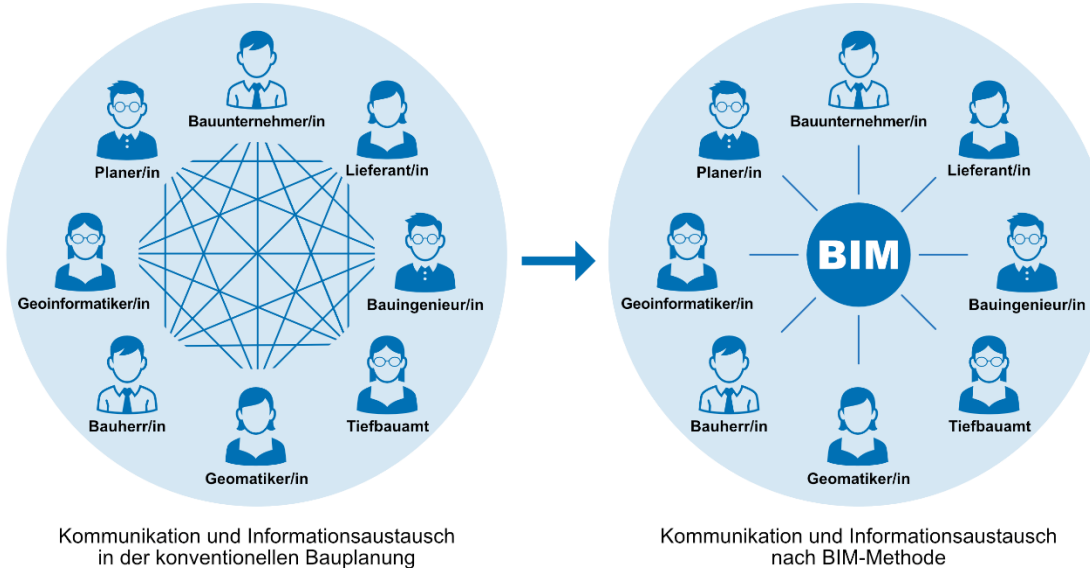 Bauunternehmer/in
Planer/in
Lieferant/in
Geoinformatiker/in
Bauingenieur/in
Bauherr/in
Tiefbauamt
Geomatiker/in
Kommunikation und Informationsaustausch
in der konventionellen Bauplanung
Bauunternehmer/in
Planer/in
Lieferant/in
BIM
Geoinformatiker/in
Bauingenieur/in
Bauherr/in
Tiefbauamt
Geomatiker/in
Kommunikation und Informationsaustausch
nach BIM-Methode